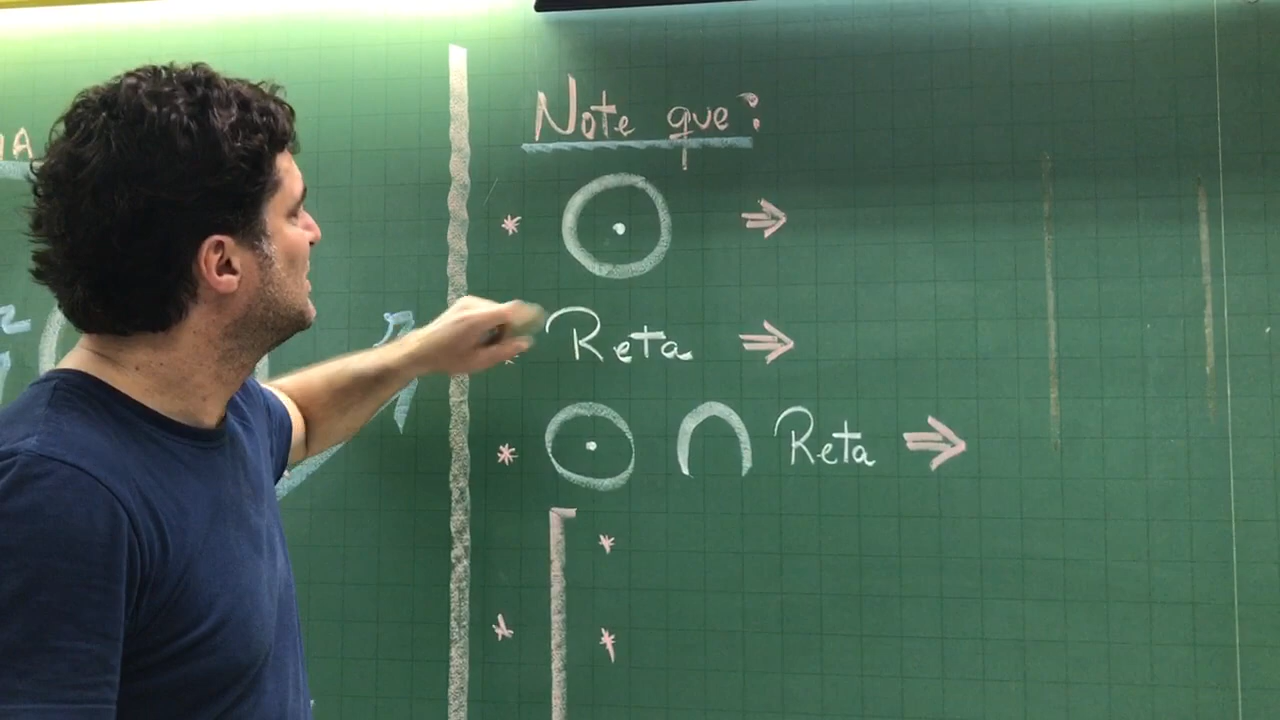 Note que:
* ⇒
* Reta ⇒
* ∩ Reta ⇒
*
* *